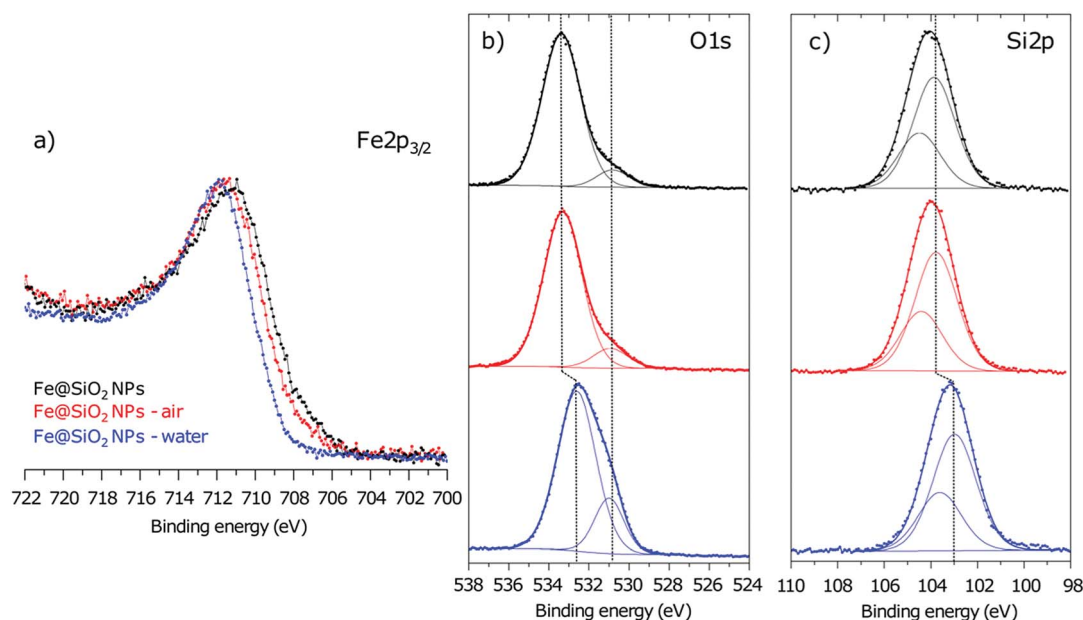 a)
Fe2p3/2
Fe@SiO2 NPs
Fe@SiO2 NPs - air
Fe@SiO2 NPs - water
722 720 718 716 714 712 710 708 706 704 702 700
Binding energy (eV)
b)
O1s
538 536 534 532 530 528 526 524
Binding energy (eV)
c)
Si2p
110 108 106 104 102 100 98
Binding energy (eV)